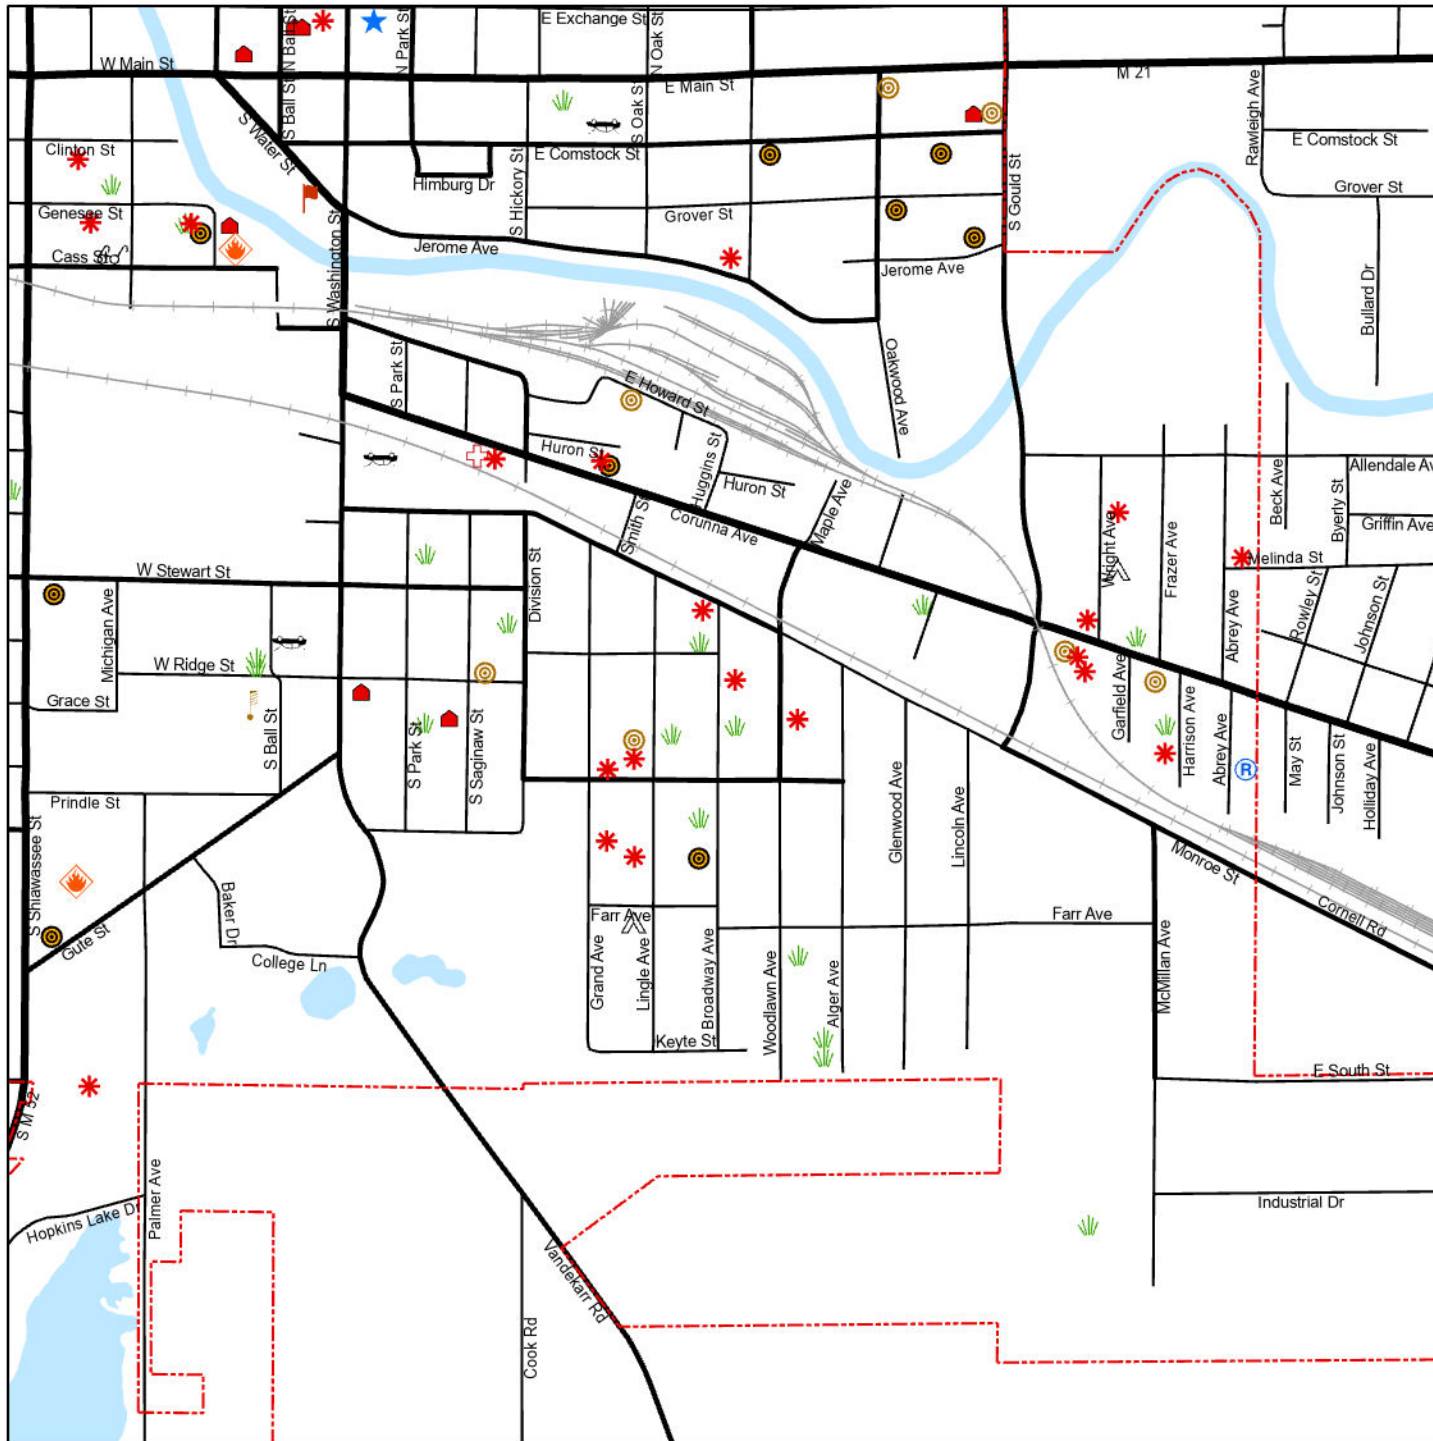 E Exchange St
N Ball St
N Park St
N Oak St
W Main St
M 21
E Main St
S Ball St
S Oak St
Rawleigh Ave
S Water St
Clinton St
E Comstock St
E Comstock St
Himburg Dr
Grover St
S Hickory St
S Gould St
Genesee St
Grover St
Cass St
S Washington St
Jerome Ave
Jerome Ave
Bullard Dr
S Park St
Oakwood Ave
E Howard St
Huron St
Huggins St
Huron St
Allendale Av
Beck Ave
Byerly St
Griffin Ave
Smith St
Corunna Ave
Maple Ave
Wright Ave
Frazer Ave
Melinda St
W Stewart St
Division St
Michigan Ave
Abrey Ave
Rowley St
Johnson St
W Ridge St
Grace St
S Ball St
S Park St
S Saginaw St
Garfield Ave
Harrison Ave
Abrey Ave
R
May St
Johnson St
Holliday Ave
Prindle St
Glenwood Ave
Lincoln Ave
S Shiawassee St
Monroe St
Baker Dr
Gute St
College Ln
Farr Ave
Farr Ave
Cornell Rd
Grand Ave
Lingle Ave
Broadway Ave
Woodlawn Ave
Alger Ave
McMillan Ave
Keyte St
E South St
S M 52
Palmer Ave
Hopkins Lake Dr
Industrial Dr
Vandekarr Rd
Cook Rd